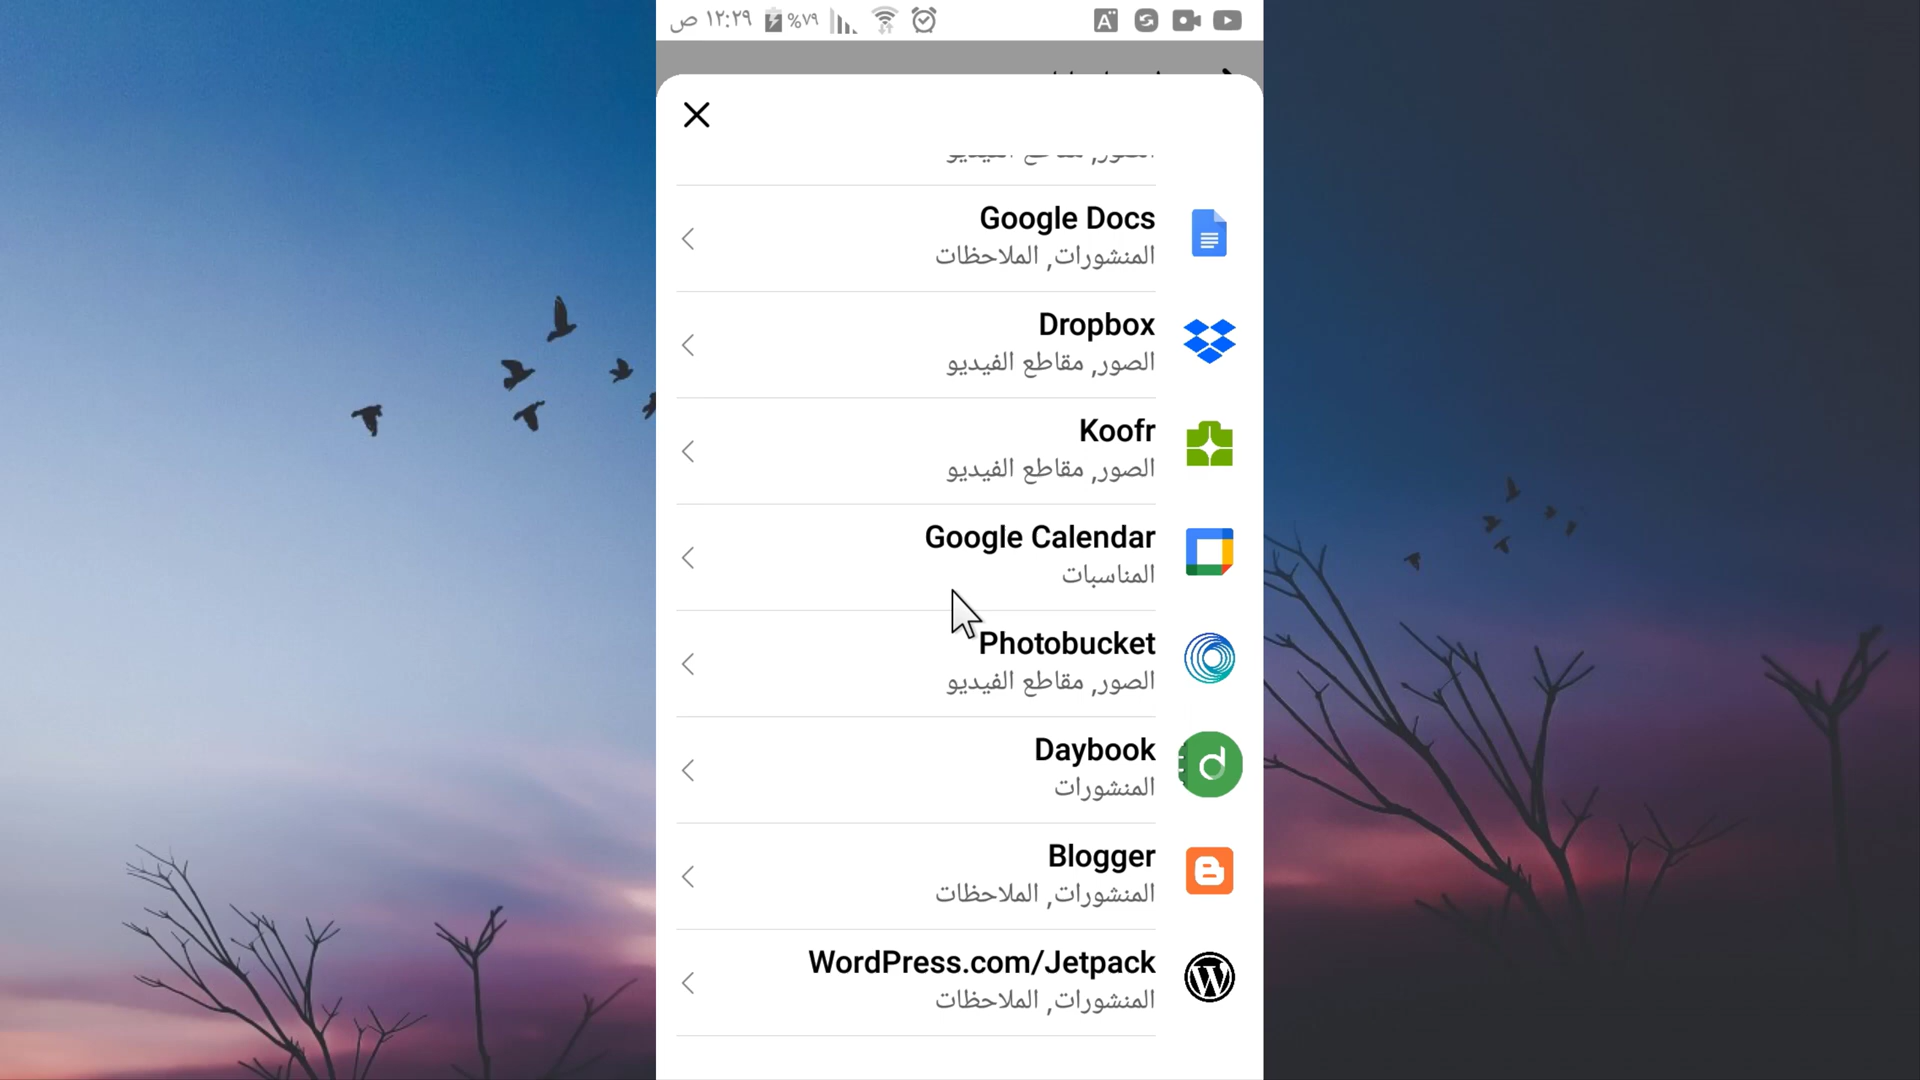 ١٢:٢٩ ص %٧٩
Google Docs
المنشورات, الملاحظات
Dropbox
الصور, مقاطع الفيديو
Koofr
الصور, مقاطع الفيديو
Google Calendar
المناسبات
Photobucket
الصور, مقاطع الفيديو
Daybook
المنشورات
Blogger
المنشورات, الملاحظات
WordPress.com/Jetpack
المنشورات, الملاحظات